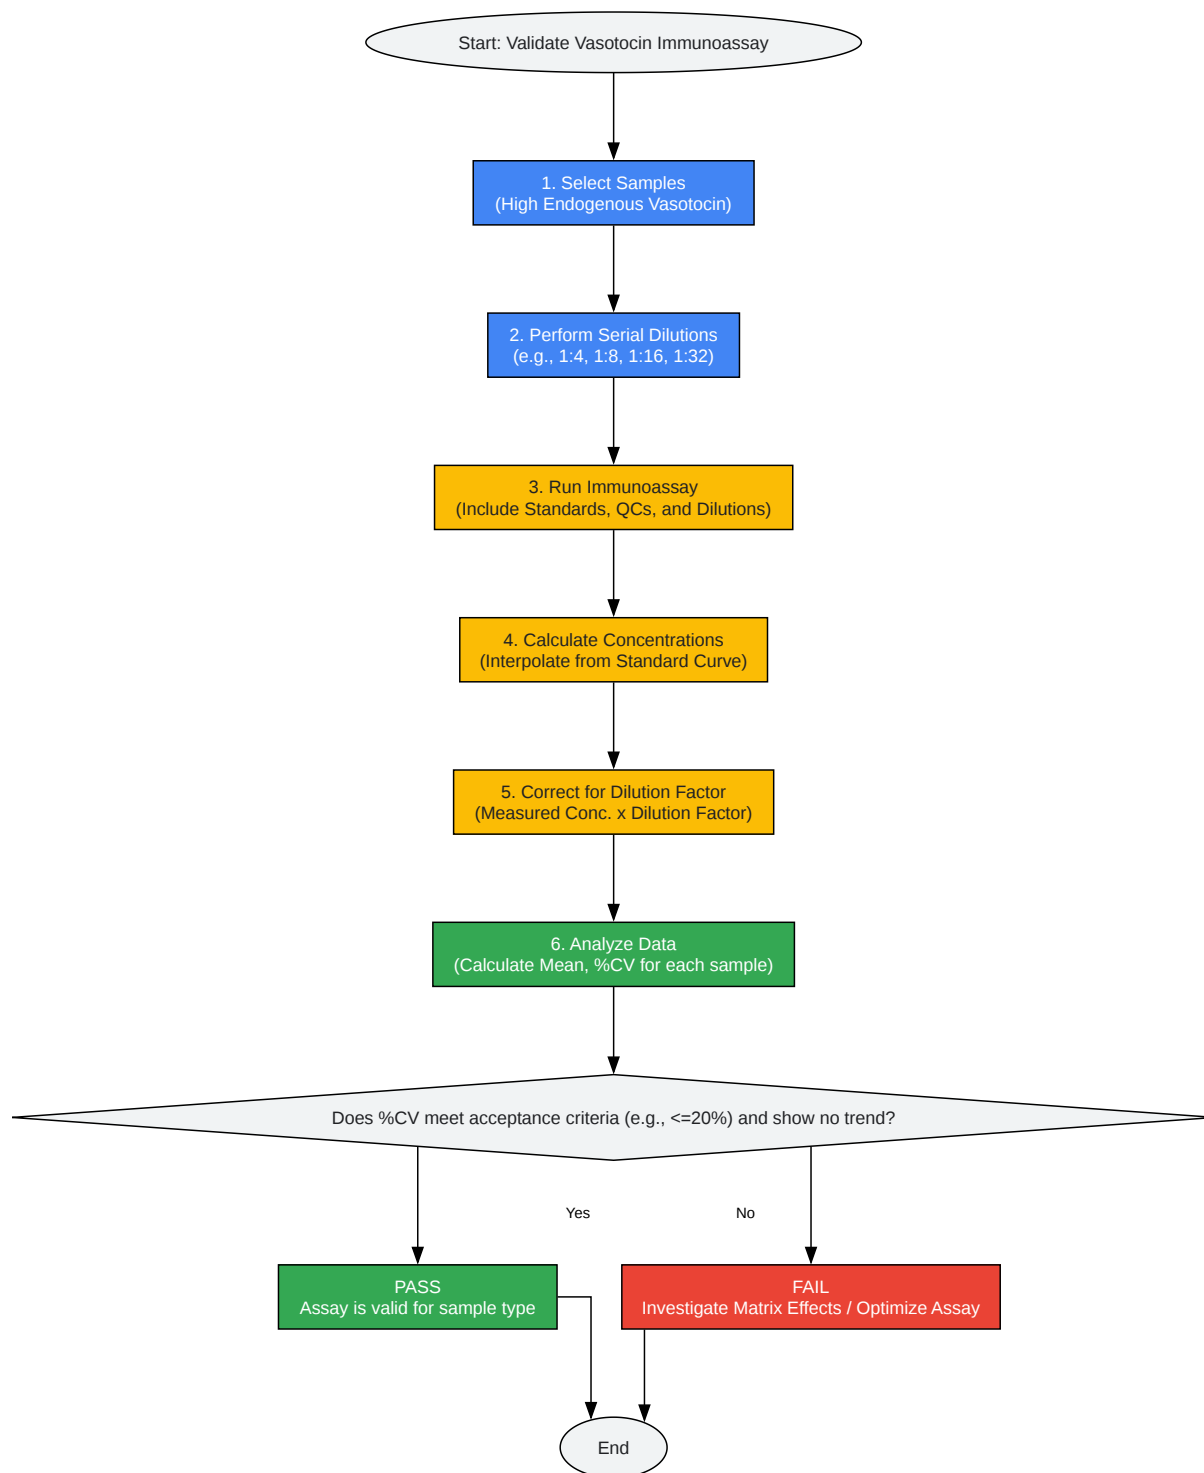 Start: Validate Vasotocin Immunoassay
1. Select Samples
(High Endogenous Vasotocin)
2. Perform Serial Dilutions
(e.g., 1:4, 1:8, 1:16, 1:32)
3. Run Immunoassay
(Include Standards, QCs, and Dilutions)
4. Calculate Concentrations
(Interpolate from Standard Curve)
5. Correct for Dilution Factor
(Measured Conc. x Dilution Factor)
6. Analyze Data
(Calculate Mean, %CV for each sample)
Does %CV meet acceptance criteria (e.g., <=20%) and show no trend?
Yes
No
PASS
Assay is valid for sample type
FAIL
Investigate Matrix Effects / Optimize Assay
End